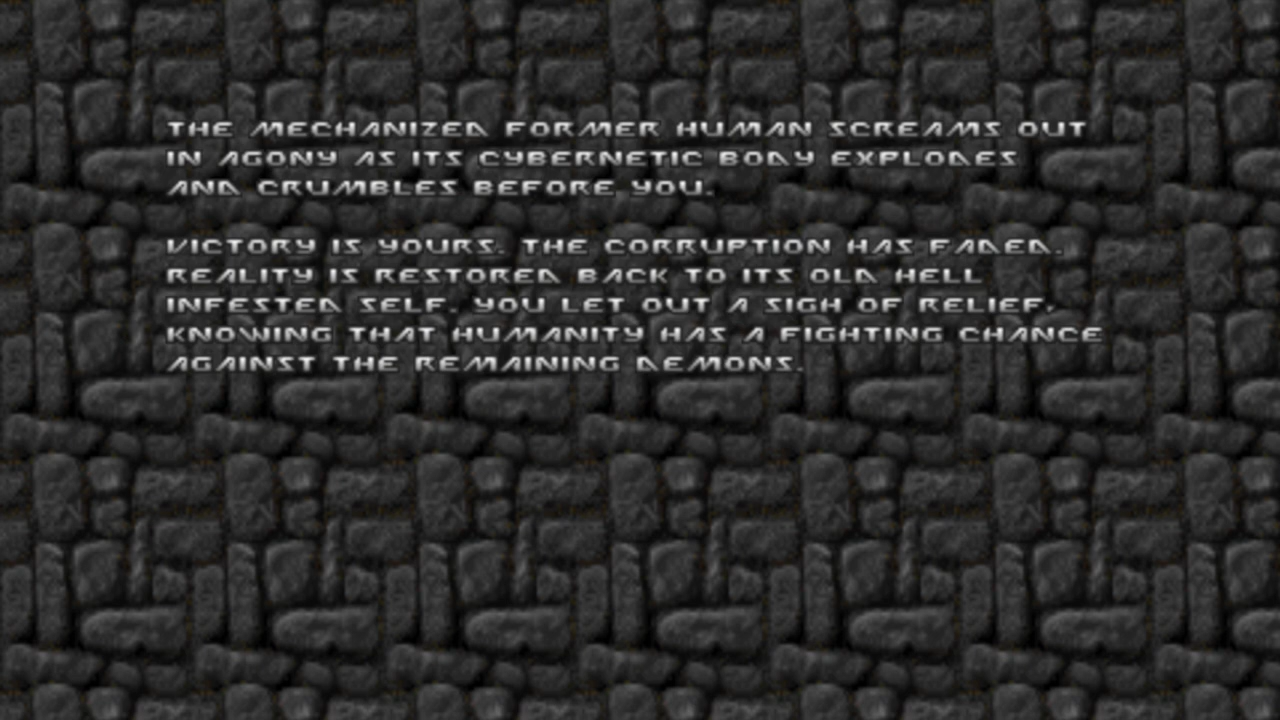 THE MECHANIZED FORMER HUMAN SCREAMS OUT
IN AGONY AS ITS CYBERNETIC BODY EXPLODES
AND CRUMBLES BEFORE YOU.
VICTORY IS YOURS. THE CORRUPTION HAS FADED.
REALITY IS RESTORED BACK TO ITS OLD HELL
INFESTED SELF. YOU LET OUT A SIGH OF RELIEF,
KNOWING THAT HUMANITY HAS A FIGHTING CHANCE
AGAINST THE REMAINING DEMONS.